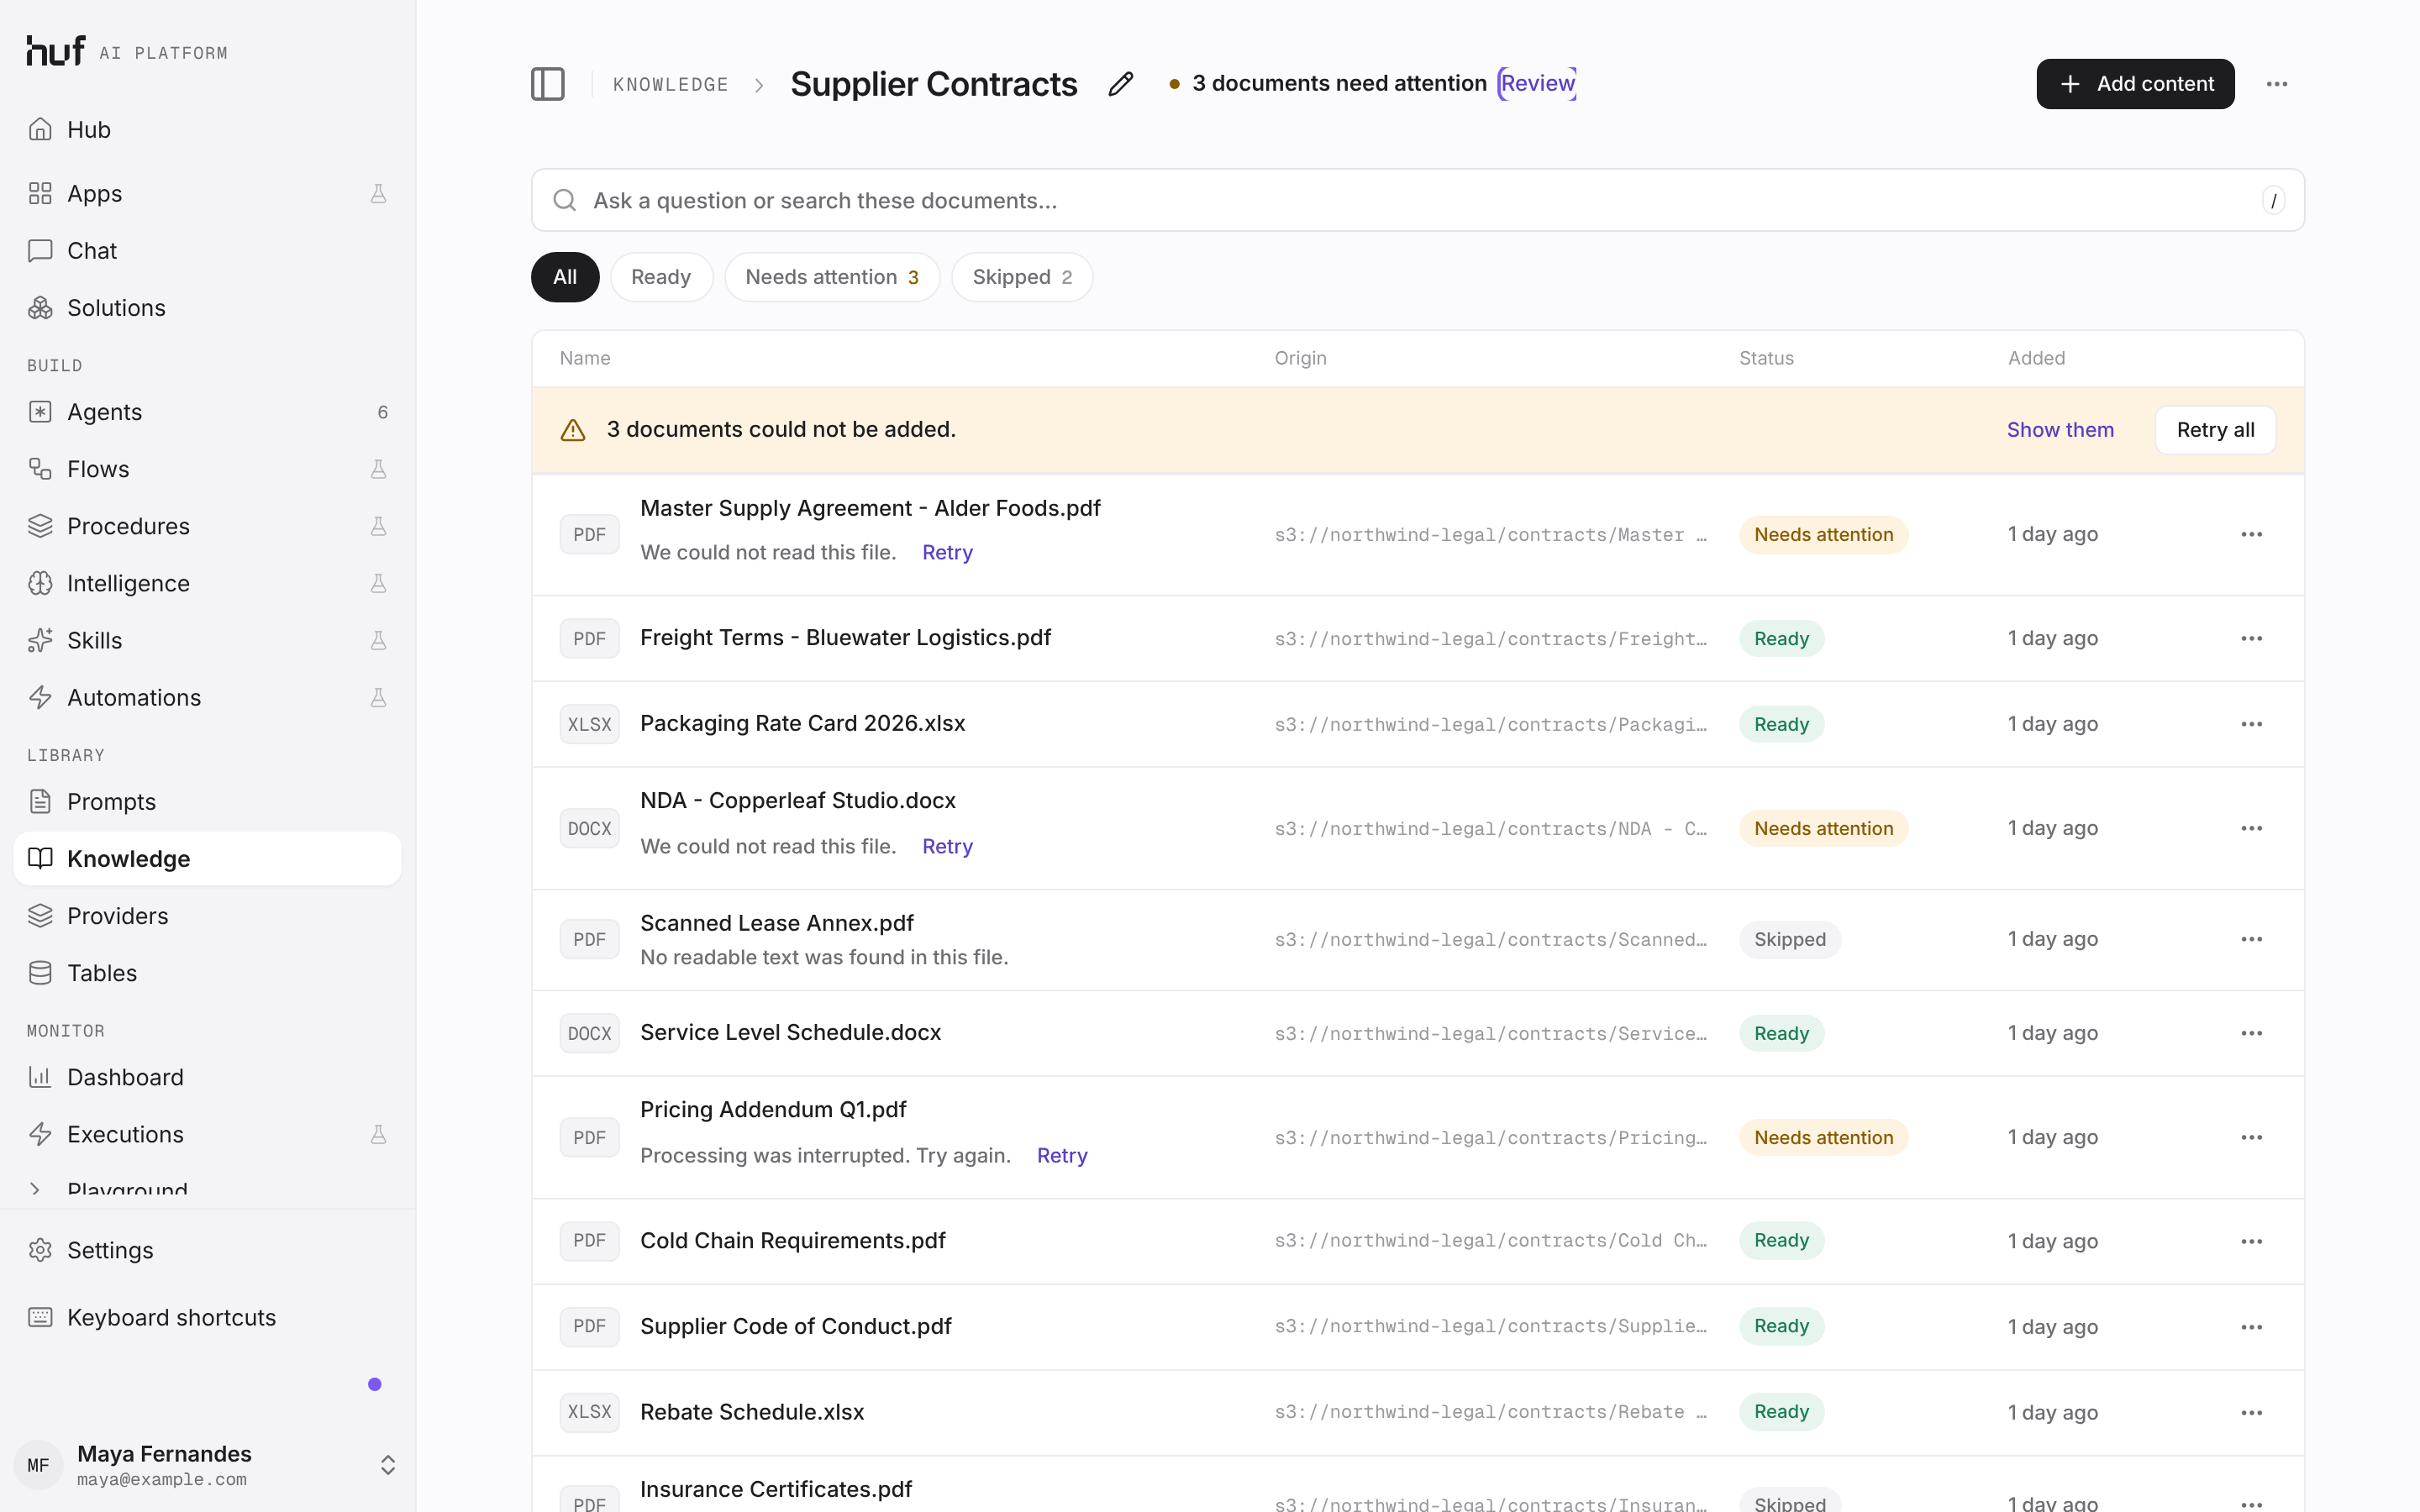 huf AI PLATFORM
Hub
Apps
Chat
Solutions
BUILD
Agents 6
Flows
Procedures
Intelligence
Skills
Automations
LIBRARY
Prompts
Knowledge
Providers
Tables
MONITOR
Dashboard
Executions
Playground
Settings
Keyboard shortcuts
MF Maya Fernandes
maya@example.com
KNOWLEDGE > Supplier Contracts 3 documents need attention Review
+ Add content
Ask a question or search these documents... /
All Ready Needs attention 3 Skipped 2
Name Origin Status Added
3 documents could not be added. Show them Retry all
Master Supply Agreement - Alder Foods.pdf
PDF s3://northwind-legal/contracts/Master … Needs attention 1 day ago
We could not read this file. Retry
PDF Freight Terms - Bluewater Logistics.pdf s3://northwind-legal/contracts/Freight… Ready 1 day ago
XLSX Packaging Rate Card 2026.xlsx s3://northwind-legal/contracts/Packagi… Ready 1 day ago
NDA - Copperleaf Studio.docx
DOCX s3://northwind-legal/contracts/NDA - C… Needs attention 1 day ago
We could not read this file. Retry
Scanned Lease Annex.pdf
PDF s3://northwind-legal/contracts/Scanned… Skipped 1 day ago
No readable text was found in this file.
DOCX Service Level Schedule.docx s3://northwind-legal/contracts/Service… Ready 1 day ago
Pricing Addendum Q1.pdf
PDF s3://northwind-legal/contracts/Pricing… Needs attention 1 day ago
Processing was interrupted. Try again. Retry
PDF Cold Chain Requirements.pdf s3://northwind-legal/contracts/Cold Ch… Ready 1 day ago
PDF Supplier Code of Conduct.pdf s3://northwind-legal/contracts/Supplie… Ready 1 day ago
XLSX Rebate Schedule.xlsx s3://northwind-legal/contracts/Rebate … Ready 1 day ago
Insurance Certificates.pdf
PDF s3://northwind-legal/contracts/Insuran… Skipped 1 day ago